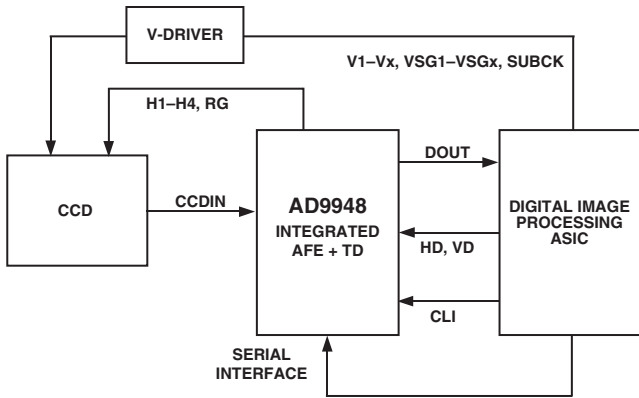 V-DRIVER
V1–Vx, VSG1–VSGx, SUBCK
H1–H4, RG
DOUT
CCD
CCDIN
AD9948
INTEGRATED
AFE + TD
DIGITAL IMAGE
PROCESSING
ASIC
HD, VD
CLI
SERIAL
INTERFACE